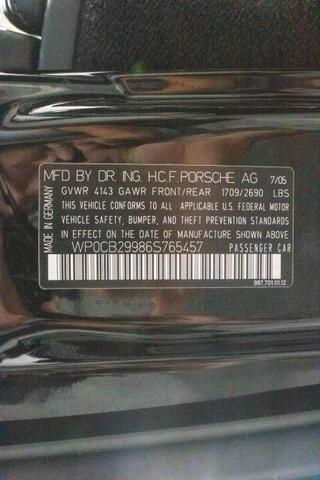 MFD BY DR. ING. H.C.F. PORSCHE AG 7/05
GVWR 4143 GAWR FRONT/REAR 1709/2690 LBS
THIS VEHICLE CONFORMS TO ALL APPLICABLE U.S. FEDERAL MOTOR
VEHICLE SAFETY, BUMPER, AND THEFT PREVENTION STANDARDS
IN EFFECT ON THE DATE OF MANUFACTURE SHOWN ABOVE
WP0CB29986S765457 PASSENGER CAR
997.701.111.12
MADE IN GERMANY